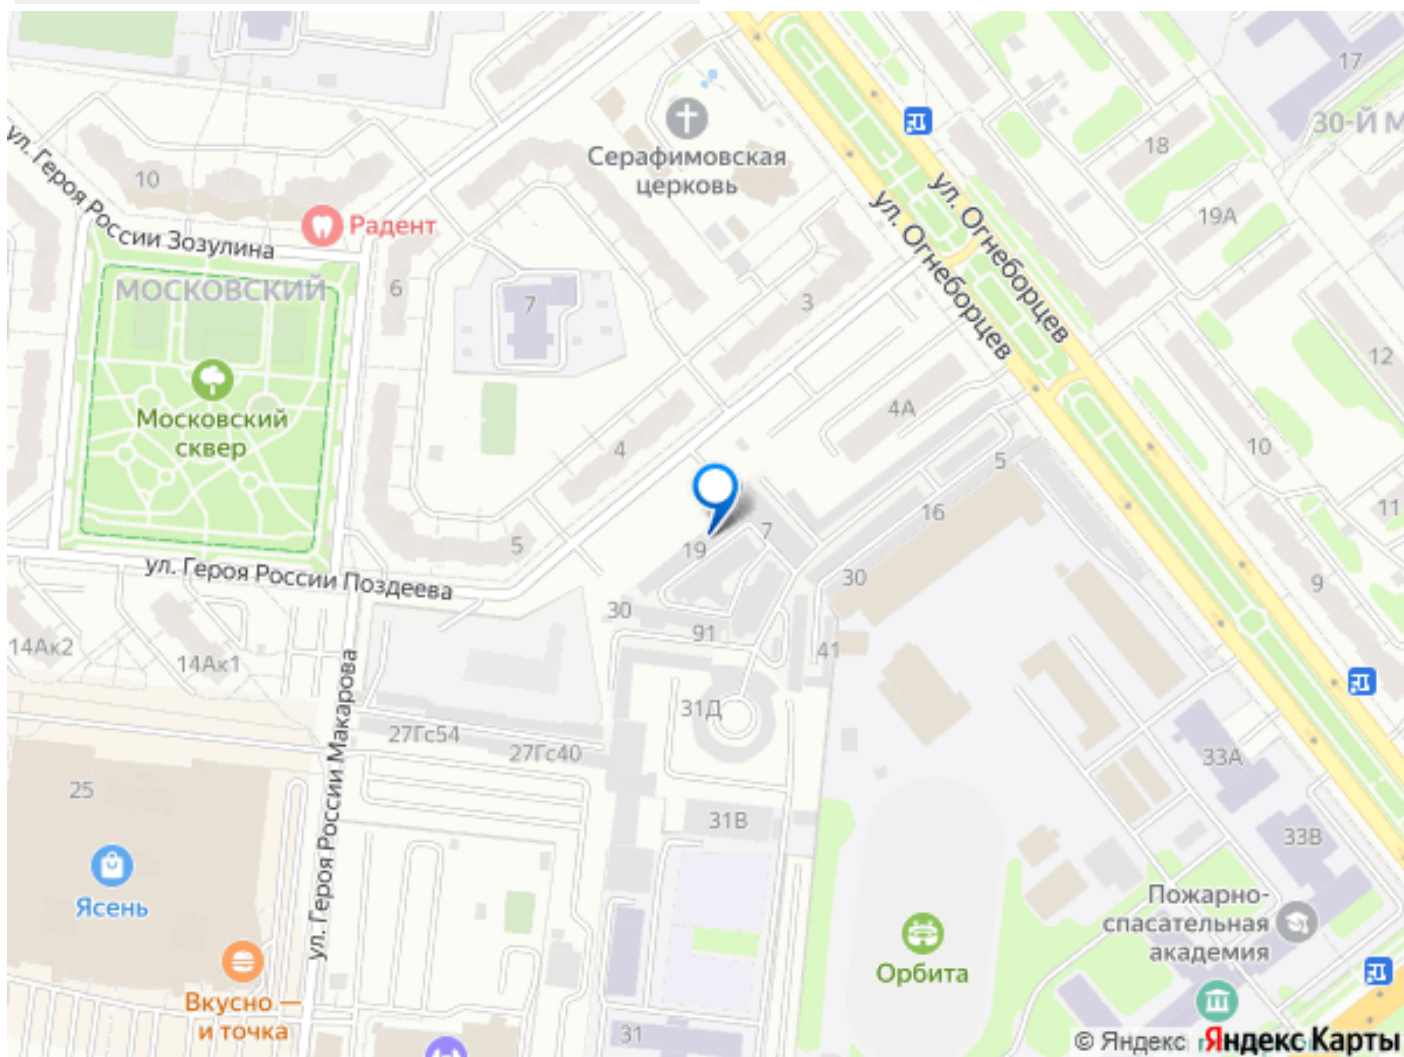 17
30-Й М
18
Серафимовская
церковь
10
ул. Героя России Зозулина
Радент
ул. Огнеборцев
ул. Огнеборцев
19А
МОСКОВСКИЙ
6
7
3
12
Московский
сквер
4А
4
10
5
16
11
7
19
5
ул. Героя России Поздеева
30
9
30
91
41
14Ак2
14Ак1
31Д
27Гс54
27Гс40
ул. Героя России Макарова
33А
25
31В
33В
Ясень
Пожарно-
спасательная
академия
Орбита
Вкусно —
и точка
31
© Яндекс
Яндекс Карты